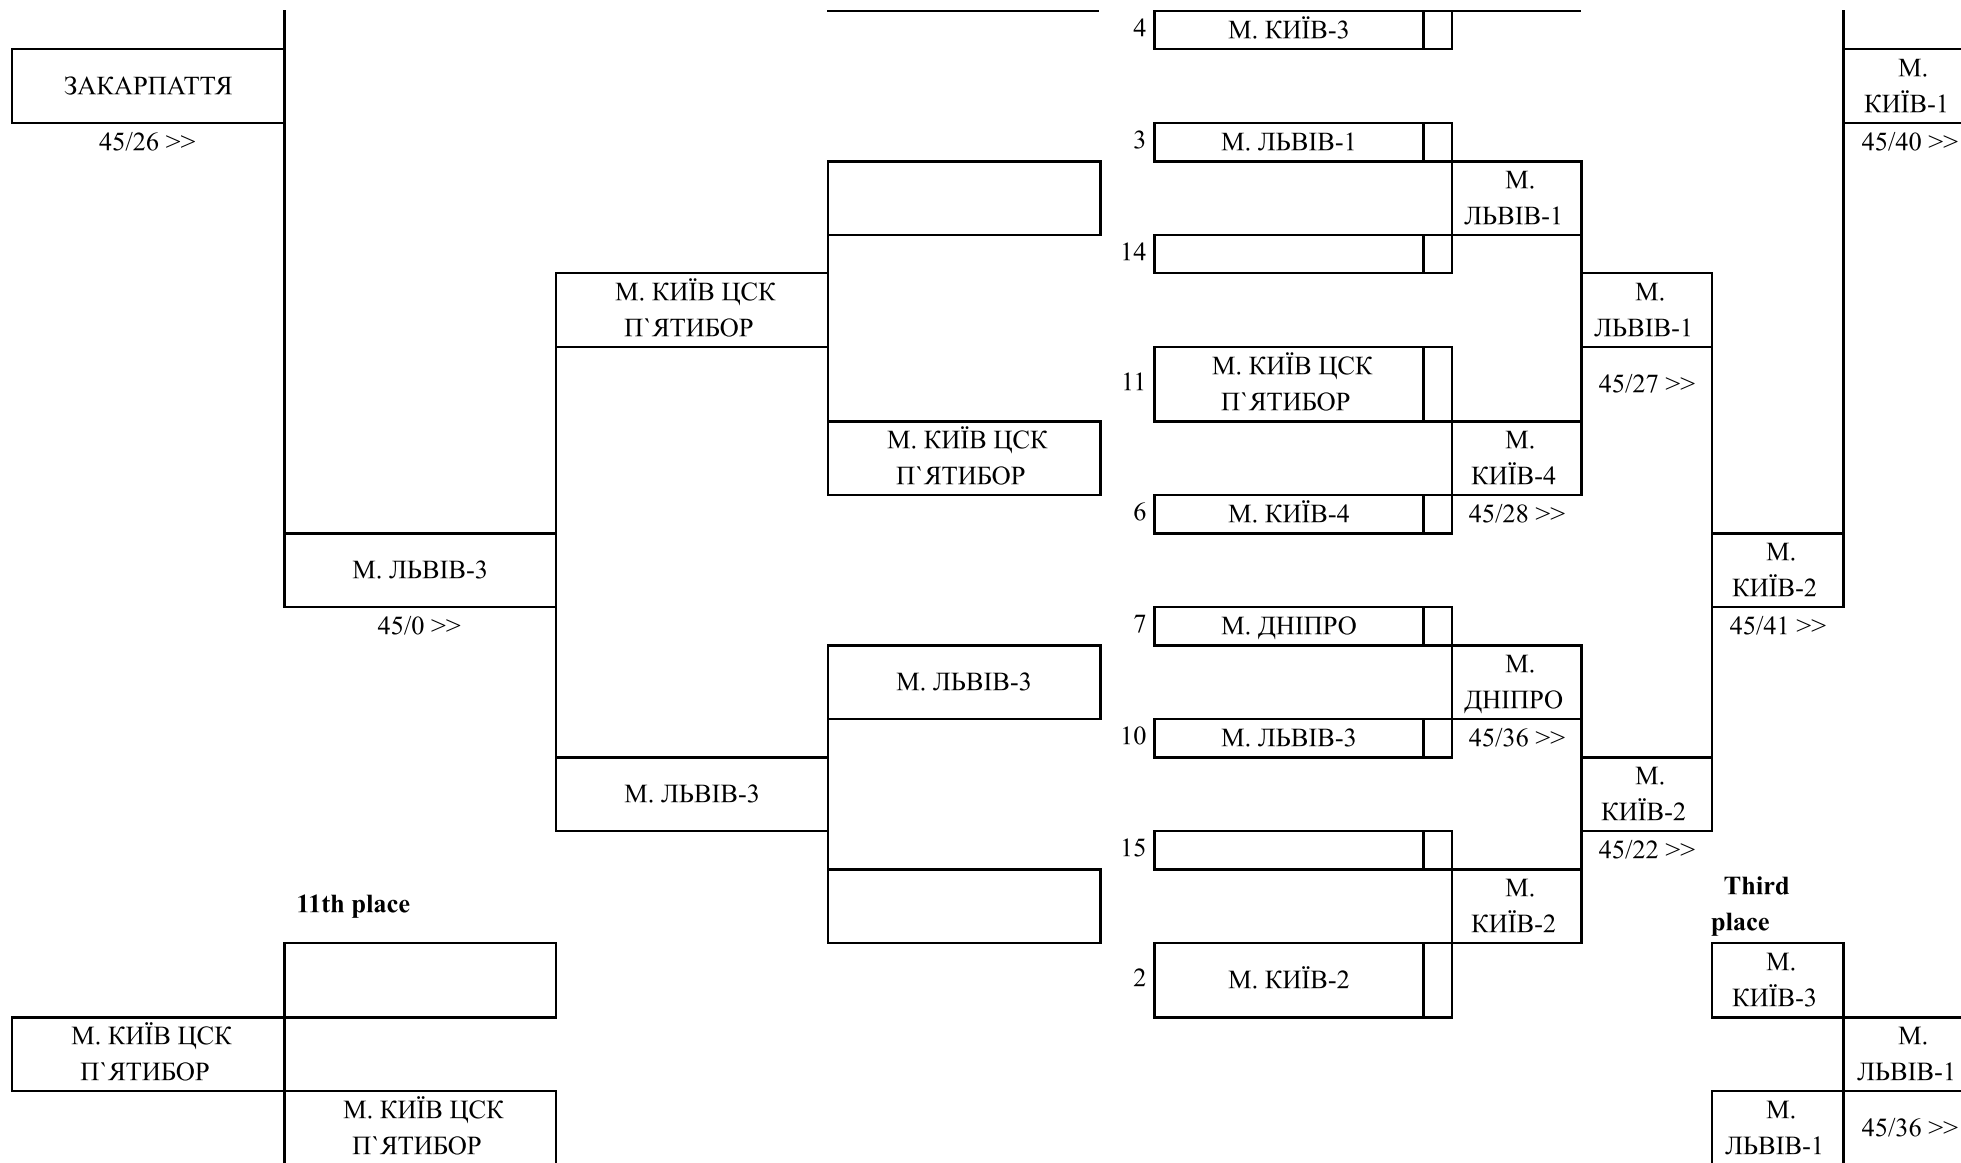 4 М. КИЇВ-3
М.
ЗАКАРПАТТЯ
КИЇВ-1
45/26 >>
3 М. ЛЬВІВ-1
45/40 >>
М.
ЛЬВІВ-1
14
М. КИЇВ ЦСК
П`ЯТИБОР
М.
ЛЬВІВ-1
11 М. КИЇВ ЦСК
П`ЯТИБОР
45/27 >>
М. КИЇВ ЦСК
П`ЯТИБОР
М.
КИЇВ-4
6 М. КИЇВ-4
45/28 >>
М. ЛЬВІВ-3
М.
КИЇВ-2
45/0 >>
7 М. ДНІПРО
45/41 >>
М. ЛЬВІВ-3
М.
ДНІПРО
10 М. ЛЬВІВ-3
45/36 >>
М. ЛЬВІВ-3
М.
КИЇВ-2
15
45/22 >>
11th place
М.
КИЇВ-2
Third
place
2 М. КИЇВ-2
М.
КИЇВ-3
М. КИЇВ ЦСК
П`ЯТИБОР
М.
ЛЬВІВ-1
М. КИЇВ ЦСК
П`ЯТИБОР
М.
ЛЬВІВ-1
45/36 >>